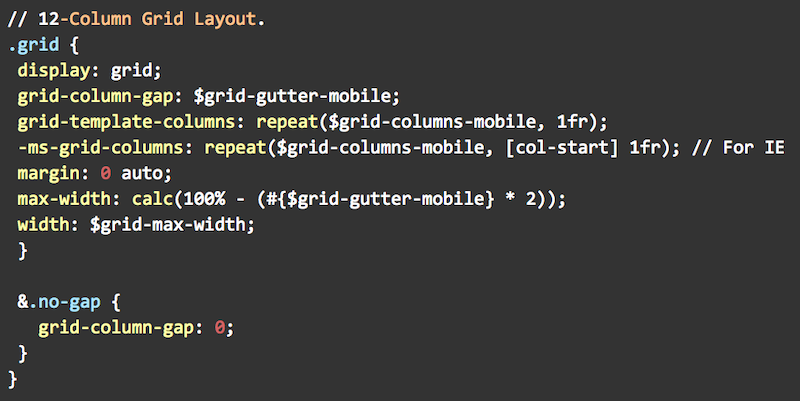 // 12-Column Grid Layout.
.grid {
display: grid;
grid-column-gap: $grid-gutter-mobile;
grid-template-columns: repeat($grid-columns-mobile, 1fr);
-ms-grid-columns: repeat($grid-columns-mobile, [col-start] 1fr); // For IE
margin: 0 auto;
max-width: calc(100% - (#{$grid-gutter-mobile} * 2));
width: $grid-max-width;
}
&.no-gap {
grid-column-gap: 0;
}
}